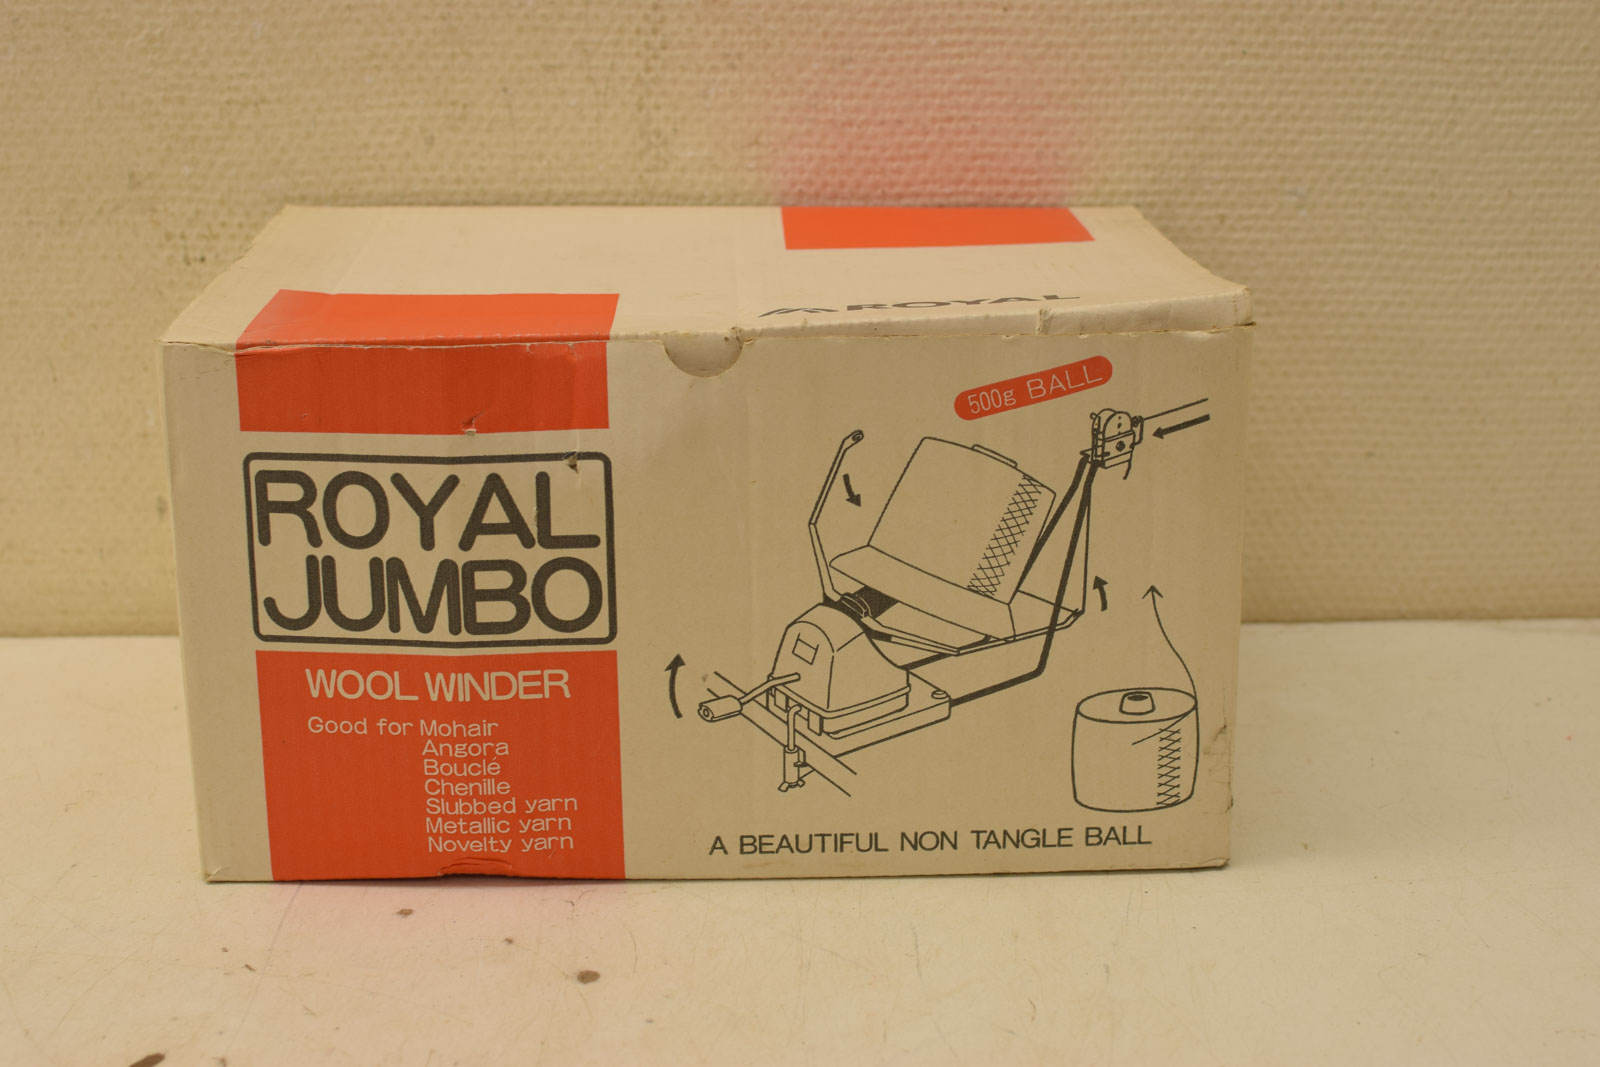 ROYAL
500g BALL
ROYAL
JUMBO
WOOL WINDER
Good for Mohair
Angora
Bouclé
Chenille
Slubbed yarn
Metallic yarn
Novelty yarn
A BEAUTIFUL NON TANGLE BALL